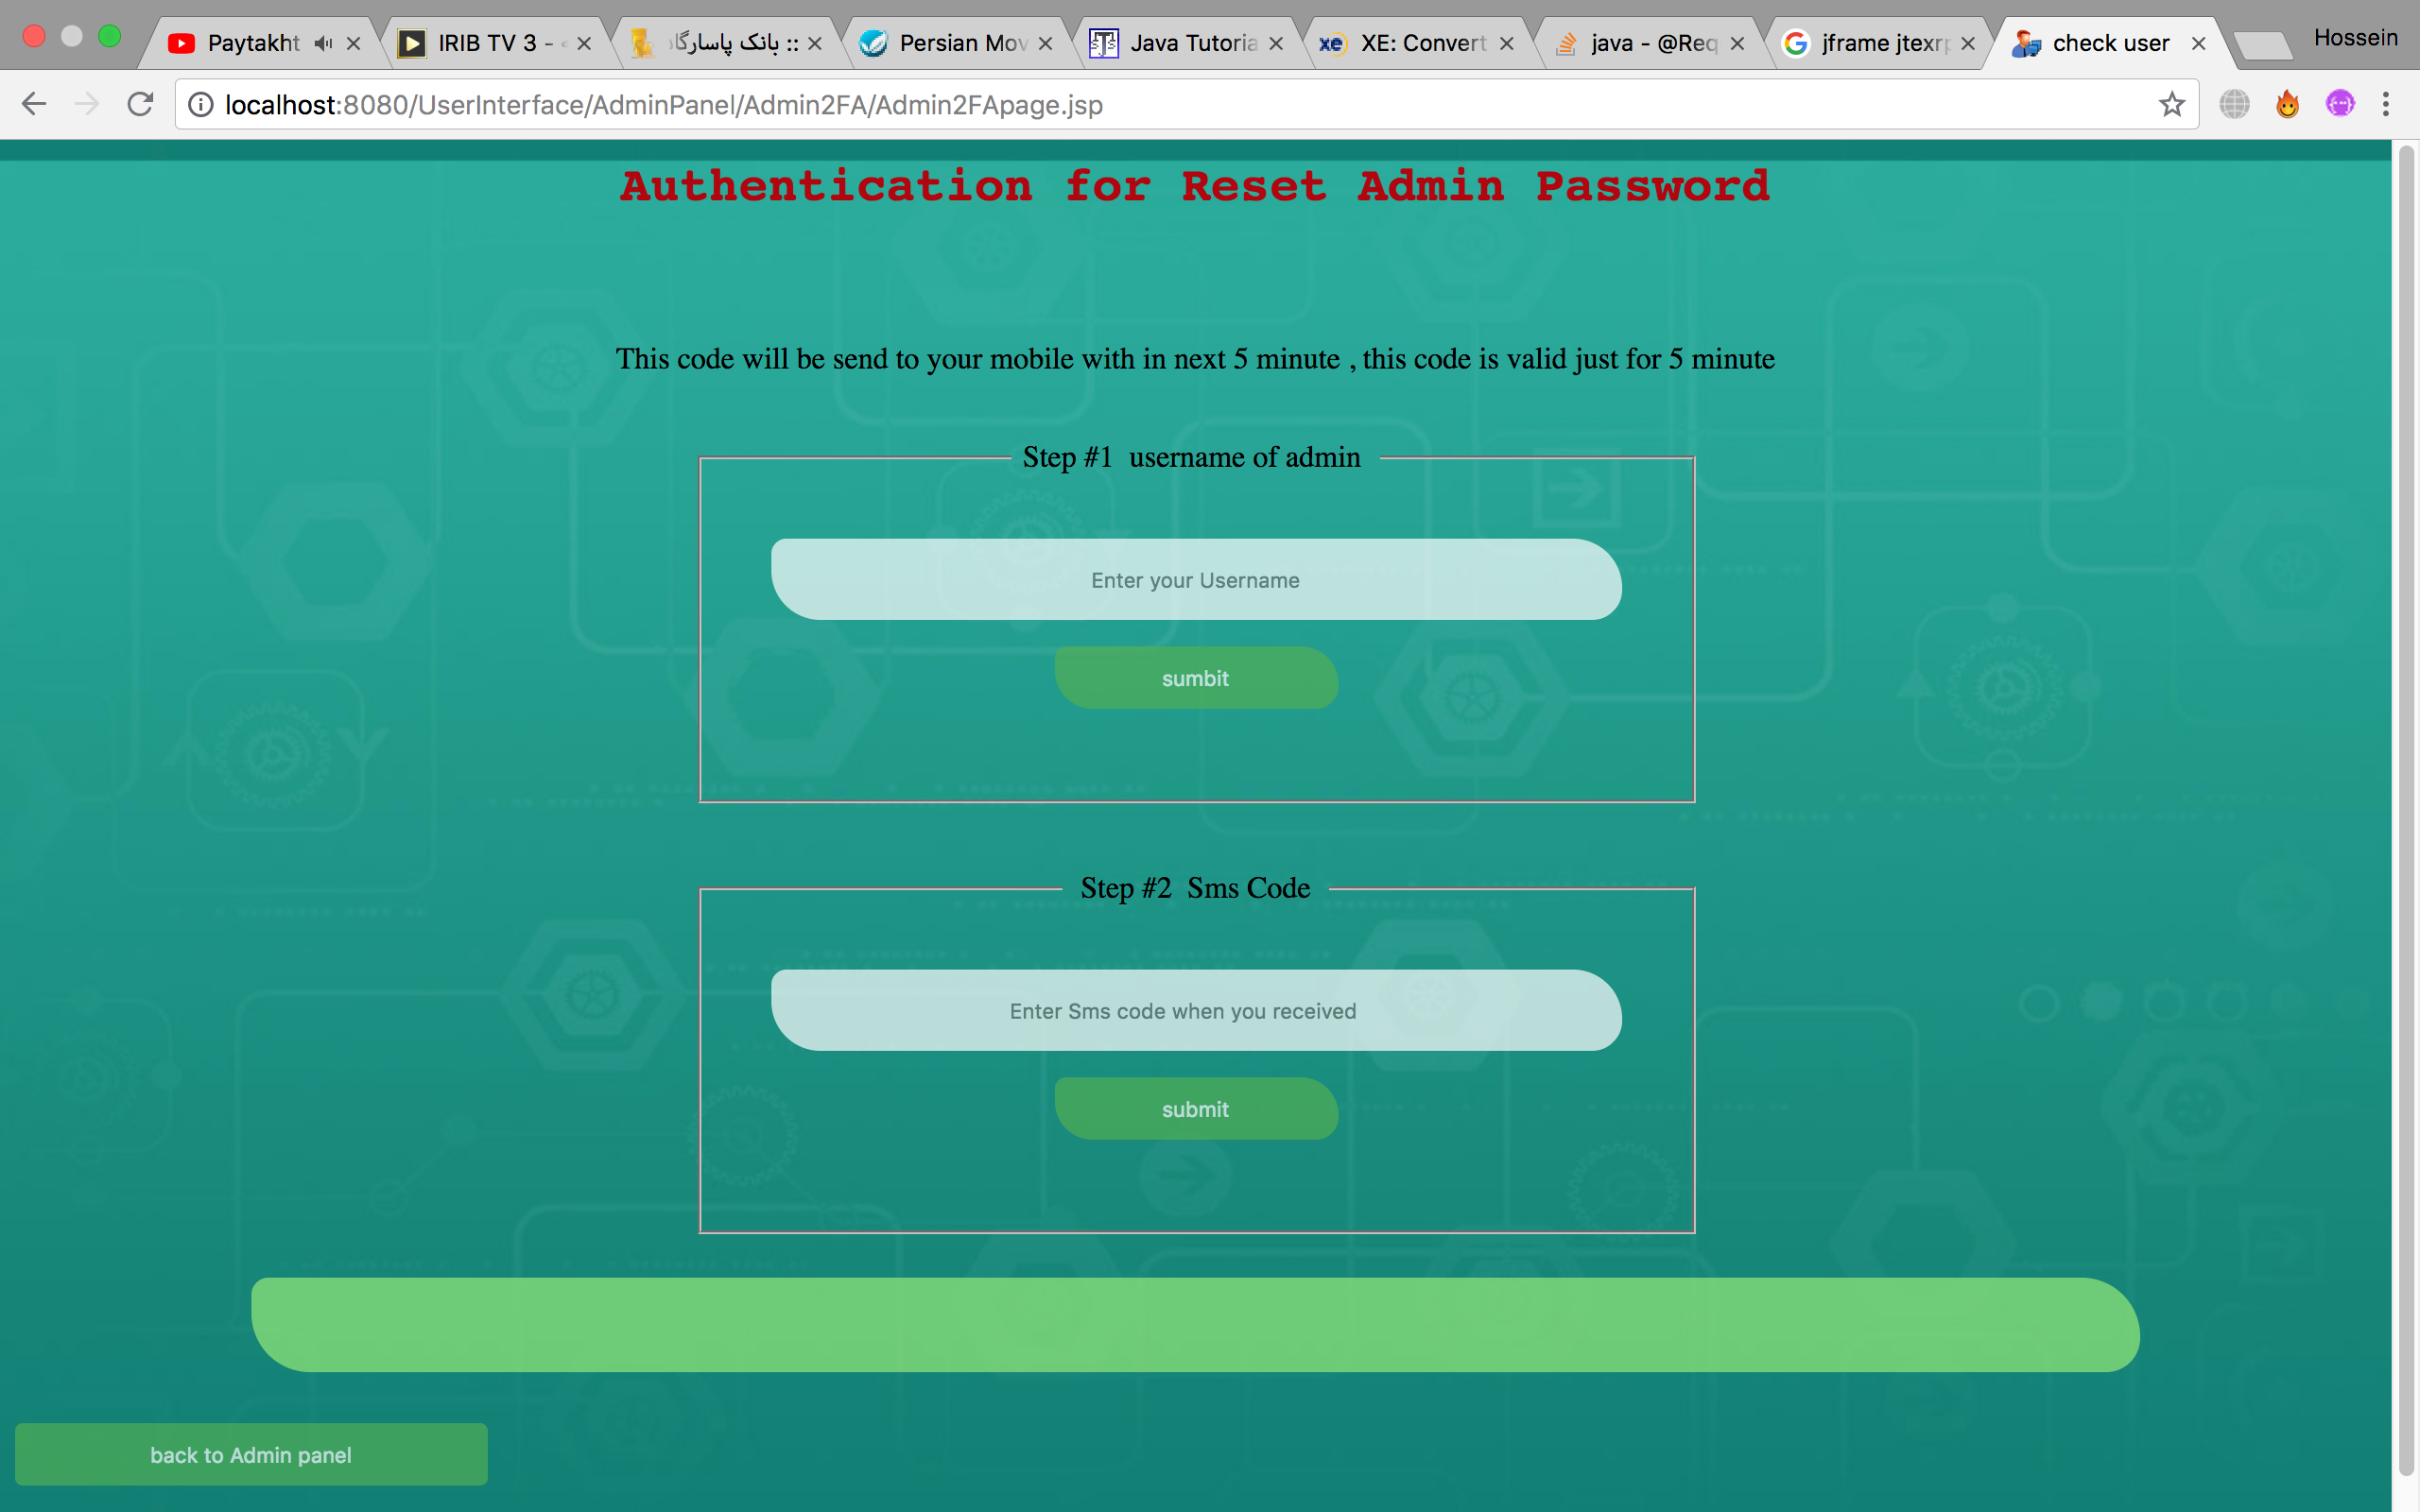 Paytakht
IRIB TV 3 -
بانک پاسارگاد ::
Persian Mov
Java Tutoria
XE: Convert
java - @Req
jframe jtexrp
check user
Hossein
localhost:8080/UserInterface/AdminPanel/Admin2FA/Admin2FApage.jsp
Authentication for Reset Admin Password
This code will be send to your mobile with in next 5 minute , this code is valid just for 5 minute
Step #1 username of admin
Enter your Username
sumbit
Step #2 Sms Code
Enter Sms code when you received
submit
back to Admin panel